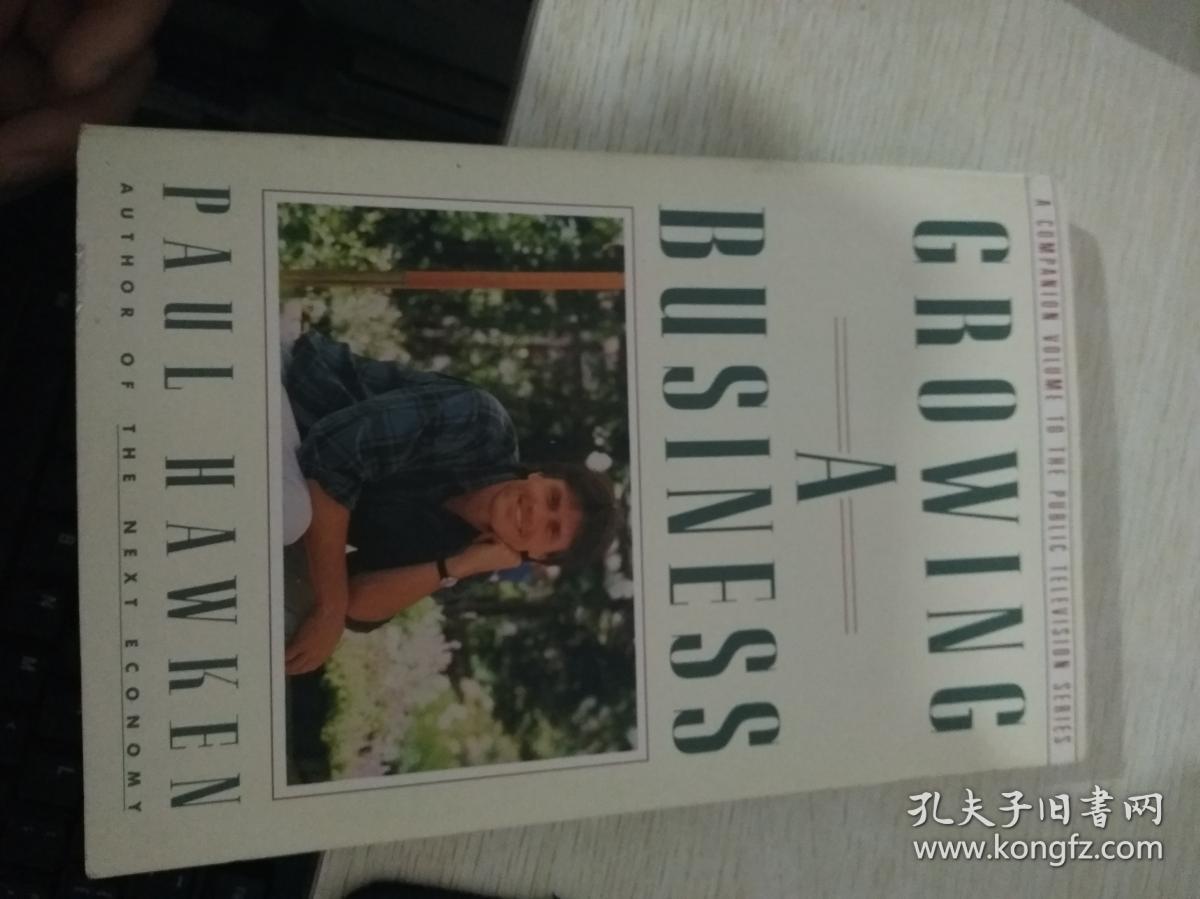 A COMPANION VOLUME TO THE PUBLIC TELEVISION SERIES
GROWING
A
BUSINESS
PAUL HAWKEN
AUTHOR OF THE NEXT ECONOMY
孔夫子旧书网
www.kongfz.com